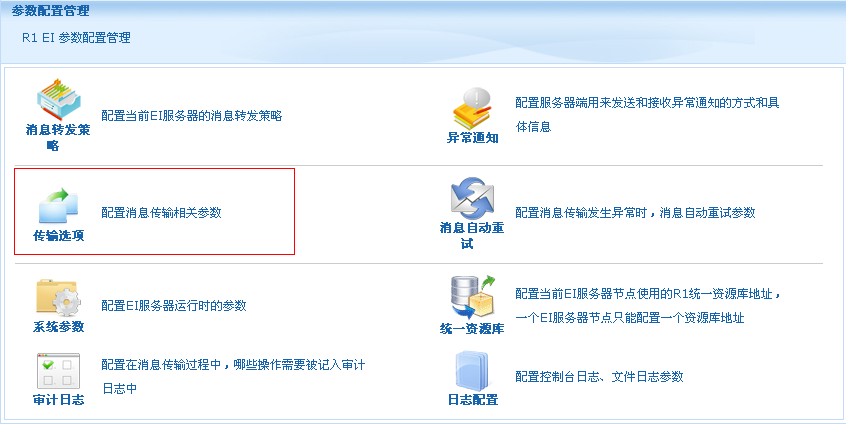 参数配置管理
R1 EI 参数配置管理
消息转发策
略
配置当前EI服务器的消息转发策略
异常通知
配置服务器端用来发送和接收异常通知的方式和具
体信息
传输选项
配置消息传输相关参数
消息自动重
试
配置消息传输发生异常时，消息自动重试参数
系统参数
配置EI服务器运行时的参数
统一资源库
配置当前EI服务器节点使用的R1统一资源库地址，
一个EI服务器节点只能配置一个资源库地址
审计日志
配置在消息传输过程中，哪些操作需要被记入审计
日志中
日志配置
配置控制台日志、文件日志参数